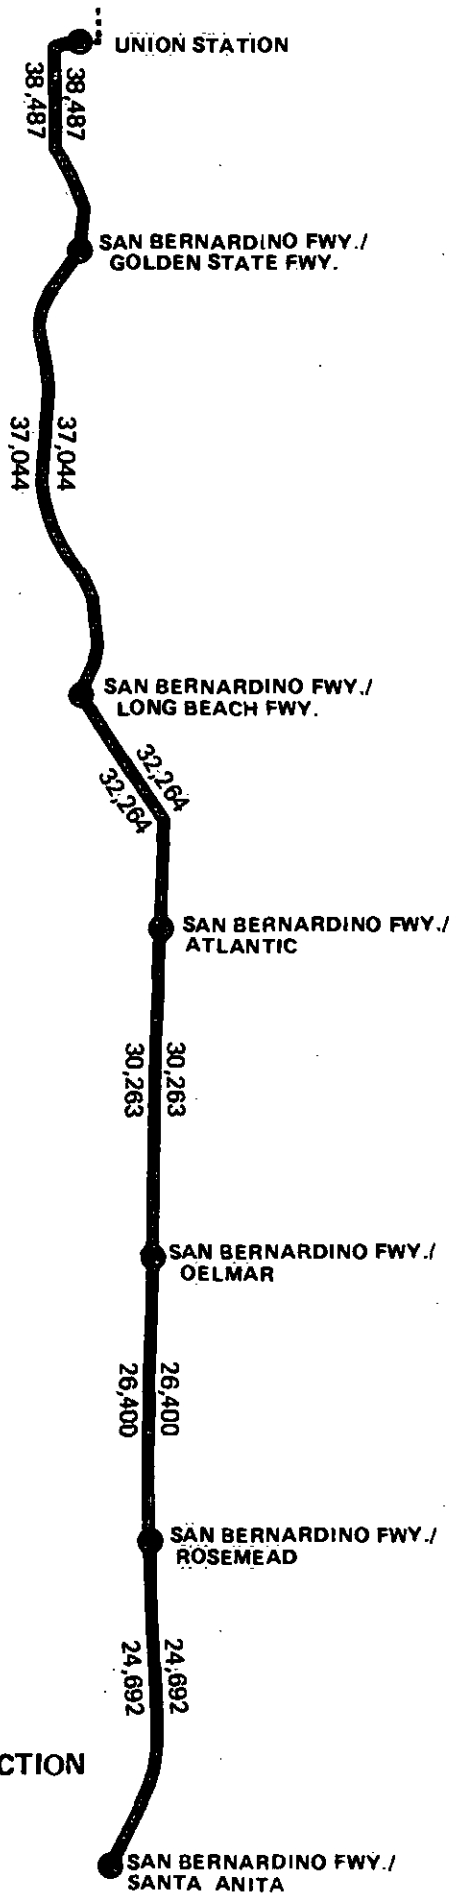 UNION STATION
38,487
38,487
SAN BERNARDINO FWY./
GOLDEN STATE FWY.
37,044
37,044
SAN BERNARDINO FWY./
LONG BEACH FWY.
32,264
32,264
SAN BERNARDINO FWY./
ATLANTIC
30,263
30,263
SAN BERNARDINO FWY./
OELMAR
26,400
26,400
SAN BERNARDINO FWY./
ROSEMEAD
24,692
24,692
CTION
SAN BERNARDINO FWY./
SANTA ANITA